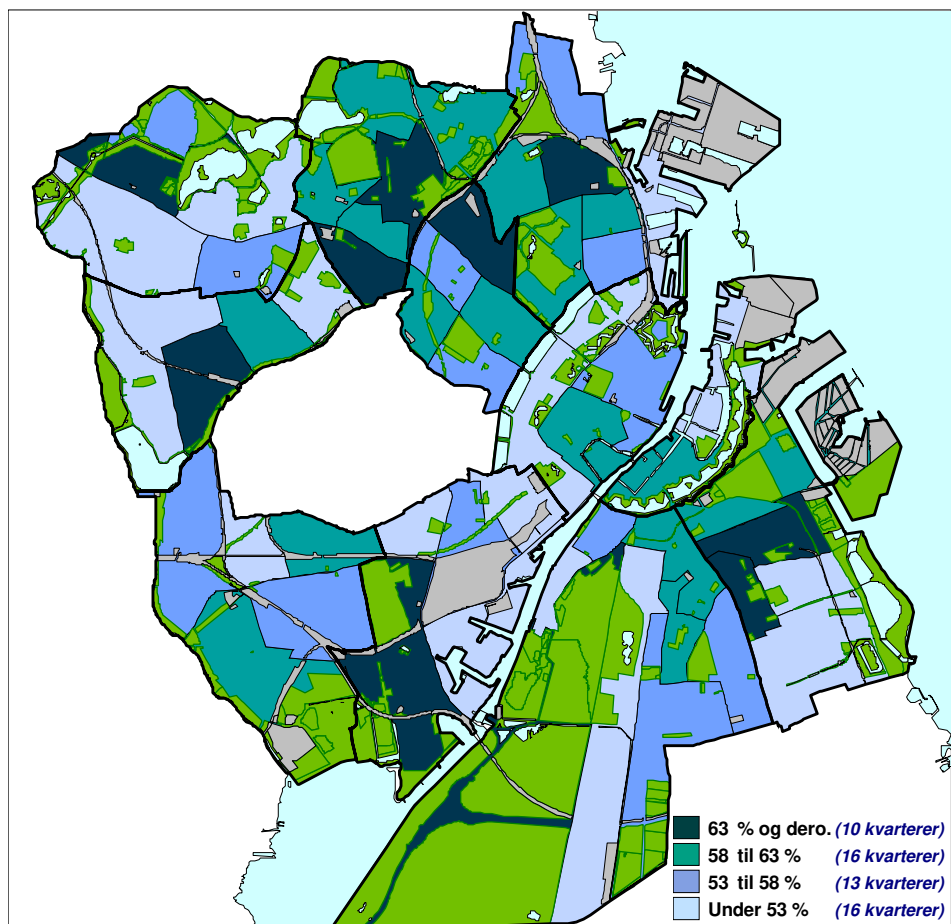 63 % og dero. (10 kvarterer)
58 til 63 % (16 kvarterer)
53 til 58 % (13 kvarterer)
Under 53 % (16 kvarterer)